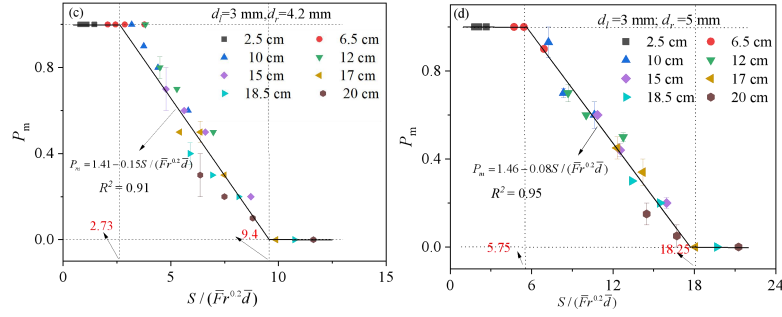 (c)
d_l=3 mm,d_r=4.2 mm
2.5 cm 6.5 cm
10 cm 12 cm
15 cm 17 cm
18.5 cm 20 cm
P_m
0.8
0.4
0.0
P_m = 1.41−0.15S/(F̄r^0.2 d̄)
R² = 0.91
2.73
9.4
0 5 10 15
S/(F̄r^0.2 d̄)
(d)
d_l=3 mm; d_r=5 mm
2.5 cm 6.5 cm
10 cm 12 cm
15 cm 17 cm
18.5 cm 20 cm
P_m
0.8
0.4
0.0
P_m = 1.46−0.08S/(F̄r^0.2 d̄)
R² = 0.95
5.75
18.25
0 6 12 18 24
S/(F̄r^0.2 d̄)